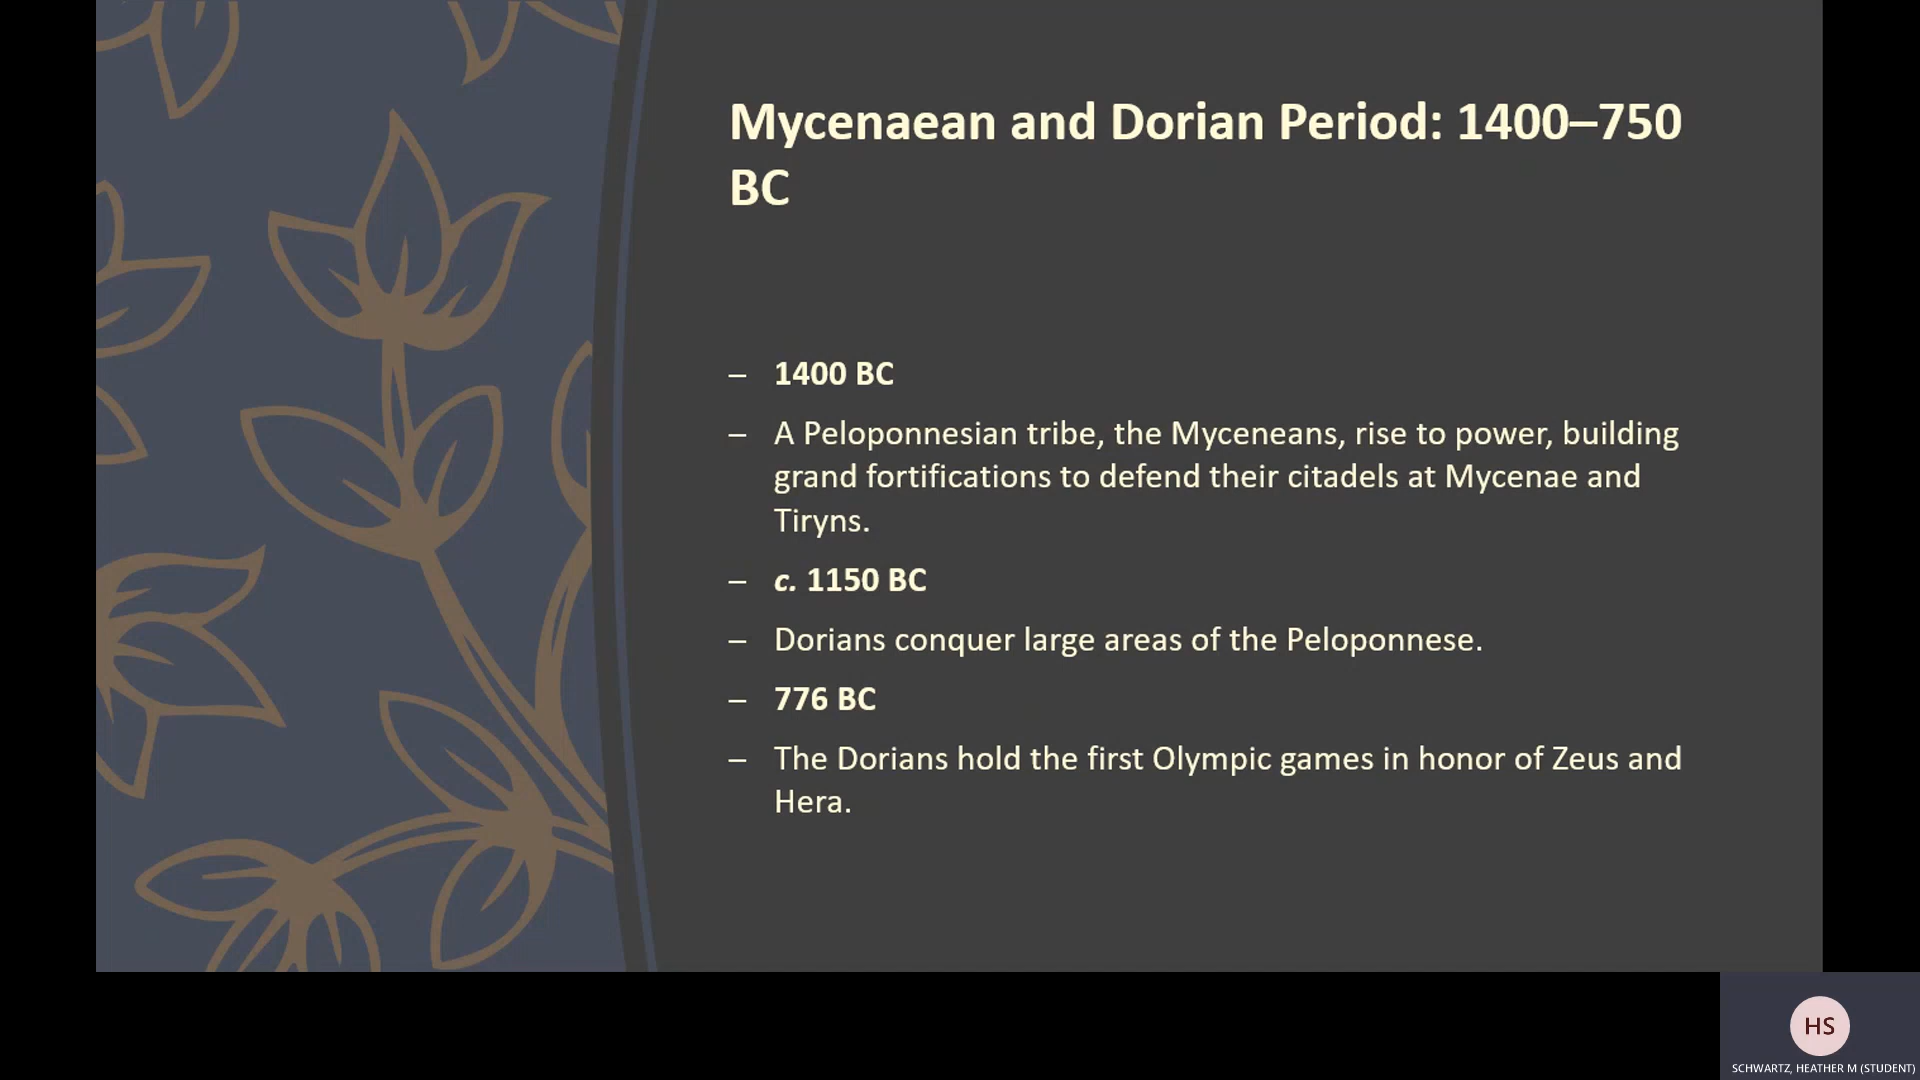 Mycenaean and Dorian Period: 1400–750
BC
– 1400 BC
– A Peloponnesian tribe, the Myceneans, rise to power, building
grand fortifications to defend their citadels at Mycenae and
Tiryns.
– c. 1150 BC
– Dorians conquer large areas of the Peloponnese.
– 776 BC
– The Dorians hold the first Olympic games in honor of Zeus and
Hera.
HS
SCHWARTZ, HEATHER M (STUDENT)